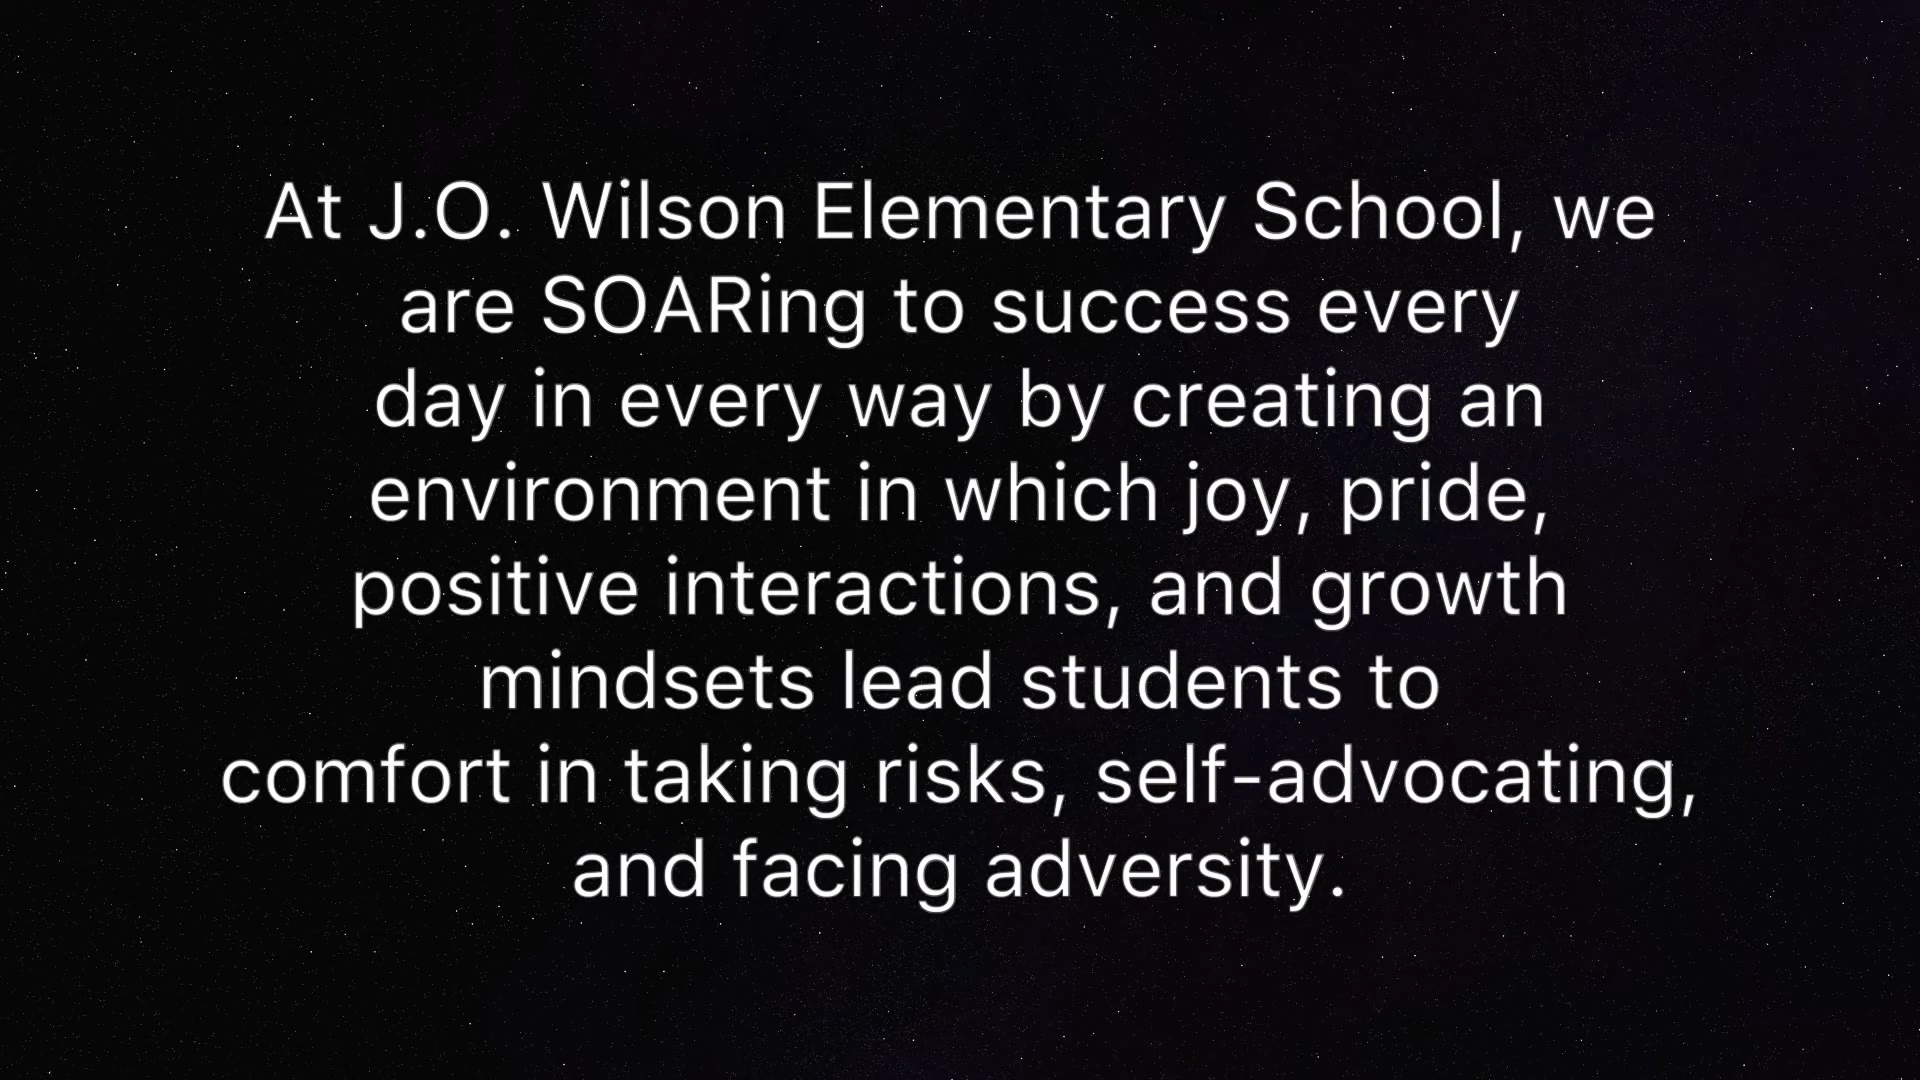 At J.O. Wilson Elementary School, we
are SOARing to success every
day in every way by creating an
environment in which joy, pride,
positive interactions, and growth
mindsets lead students to
comfort in taking risks, self-advocating,
and facing adversity.